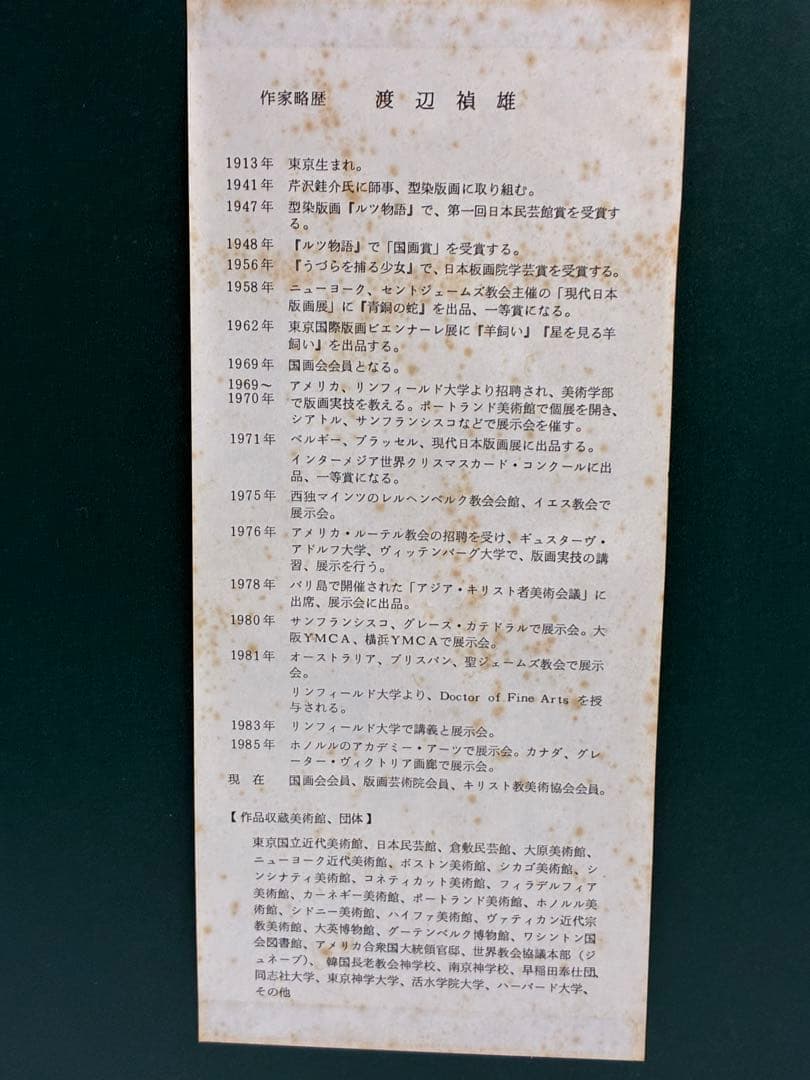 作家略歴　渡辺禎雄
1913年　東京生まれ。
1941年　芹沢銈介氏に師事、型染版画に取り組む。
1947年　型染版画『ルツ物語』で、第一回日本民芸館賞を受賞す
る。
1948年　『ルツ物語』で「国画賞」を受賞する。
1956年　『うづらを捕る少女』で、日本板画院学芸賞を受賞する。
1958年　ニューヨーク、セントジェームズ教会主催の「現代日本
版画展」に『青銅の蛇』を出品、一等賞になる。
1962年　東京国際版画ビエンナーレ展に『羊飼い』『星を見る羊
飼い』を出品する。
1969年　国画会会員となる。
1969〜　アメリカ、リンフィールド大学より招聘され、美術学部
1970年　で版画実技を教える。ポートランド美術館で個展を開き、
シアトル、サンフランシスコなどで展示会を催す。
1971年　ベルギー、ブラッセル、現代日本版画展に出品する。
インターメジア世界クリスマスカード・コンクールに出
品、一等賞になる。
1975年　西独マインツのレルヘンベルク教会会館、イエス教会で
展示会。
1976年　アメリカ・ルーテル教会の招聘を受け、ギュスターヴ・
アドルフ大学、ヴィッテンバーグ大学で、版画実技の講
習、展示を行う。
1978年　バリ島で開催された「アジア・キリスト者美術会議」に
出席、展示会に出品。
1980年　サンフランシスコ、グレース・カテドラルで展示会。大
阪YMCA、横浜YMCAで展示会。
1981年　オーストラリア、ブリスバン、聖ジェームズ教会で展示
会。
リンフィールド大学より、Doctor of Fine Arts を授
与される。
1983年　リンフィールド大学で講義と展示会。
1985年　ホノルルのアカデミー・アーツで展示会。カナダ、グレ
ーター・ヴィクトリア画廊で展示会。
現　在　国画会会員、版画芸術院会員、キリスト教美術協会会員。
【作品収蔵美術館、団体】
東京国立近代美術館、日本民芸館、倉敷民芸館、大原美術館、
ニューヨーク近代美術館、ボストン美術館、シカゴ美術館、シ
ンシナティ美術館、コネティカット美術館、フィラデルフィア
美術館、カーネギー美術館、ポートランド美術館、ホノルル美
術館、シドニー美術館、ハイファ美術館、ヴァティカン近代宗
教美術館、大英博物館、グーテンベルク博物館、ワシントン国
会図書館、アメリカ合衆国大統領官邸、世界教会協議本部（ジ
ュネーブ）、韓国長老教会神学校、南京神学校、早稲田奉仕団、
同志社大学、東京神学大学、活水学院大学、ハーバード大学、
その他